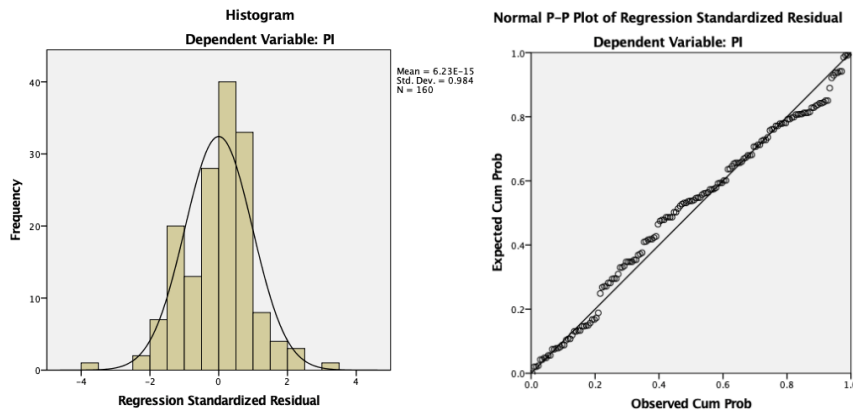 Histogram
Dependent Variable: PI
Mean = 6.23E-15
Std. Dev. = 0.984
N = 160
40
30
20
10
0
-4
-2
0
2
4
Frequency
Regression Standardized Residual
Normal P-P Plot of Regression Standardized Residual
Dependent Variable: PI
1.0
0.8
0.6
0.4
0.2
0.0
0.0
0.2
0.4
0.6
0.8
Expected Cum Prob
Observed Cum Prob